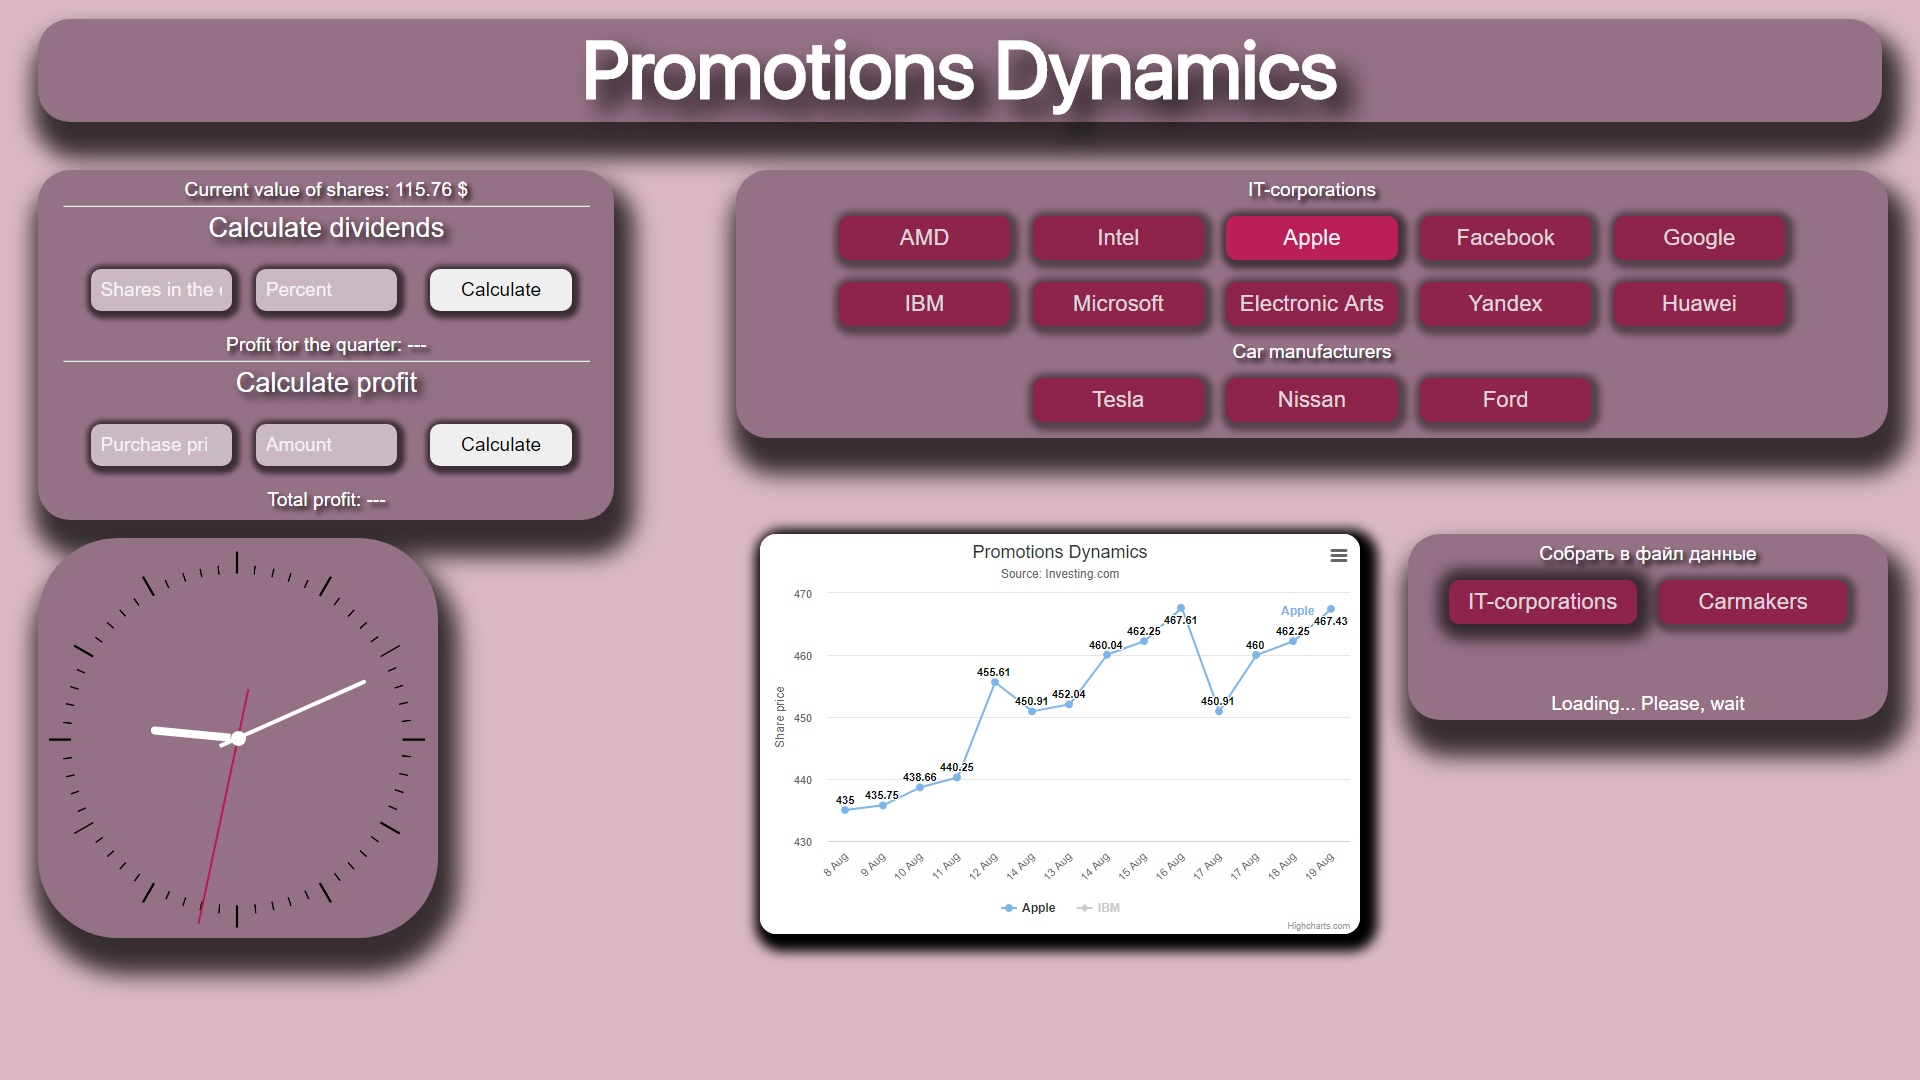 Promotions Dynamics
Current value of shares: 115.76 $
Calculate dividends
Shares in the
Percent
Calculate
Profit for the quarter: ---
Calculate profit
Purchase pri
Amount
Calculate
Total profit: ---
IT-corporations
AMD
Intel
Apple
Facebook
Google
IBM
Microsoft
Electronic Arts
Yandex
Huawei
Car manufacturers
Tesla
Nissan
Ford
Promotions Dynamics
Source: Investing.com
Share price
470
460
450
440
430
435
435.75
438.66
440.25
455.61
450.91
452.04
460.04
462.25
467.61
450.91
460
462.25
467.43
Apple
8 Aug
9 Aug
10 Aug
11 Aug
12 Aug
14 Aug
13 Aug
14 Aug
15 Aug
16 Aug
17 Aug
17 Aug
18 Aug
19 Aug
Apple
IBM
Highcharts.com
Собрать в файл данные
IT-corporations
Carmakers
Loading... Please, wait